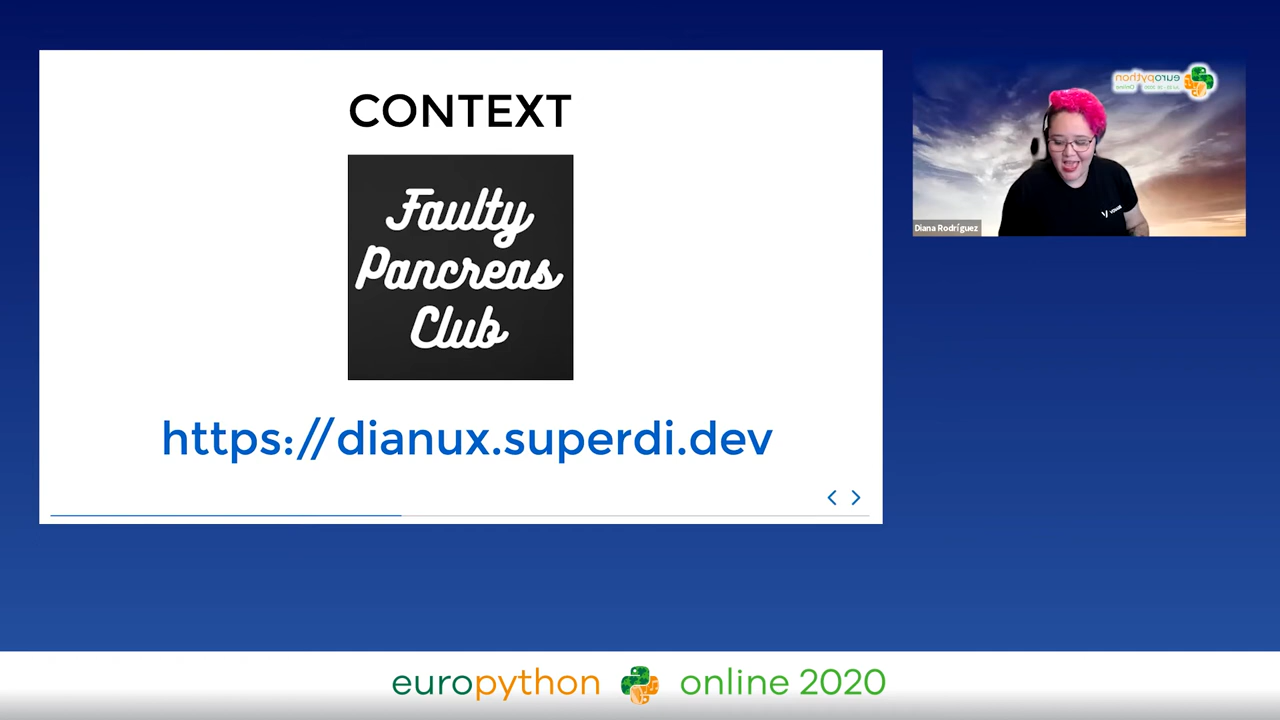 CONTEXT
Faulty
Pancreas
Club
https://dianux.superdi.dev
europython
Diana Rodríguez
europython online 2020